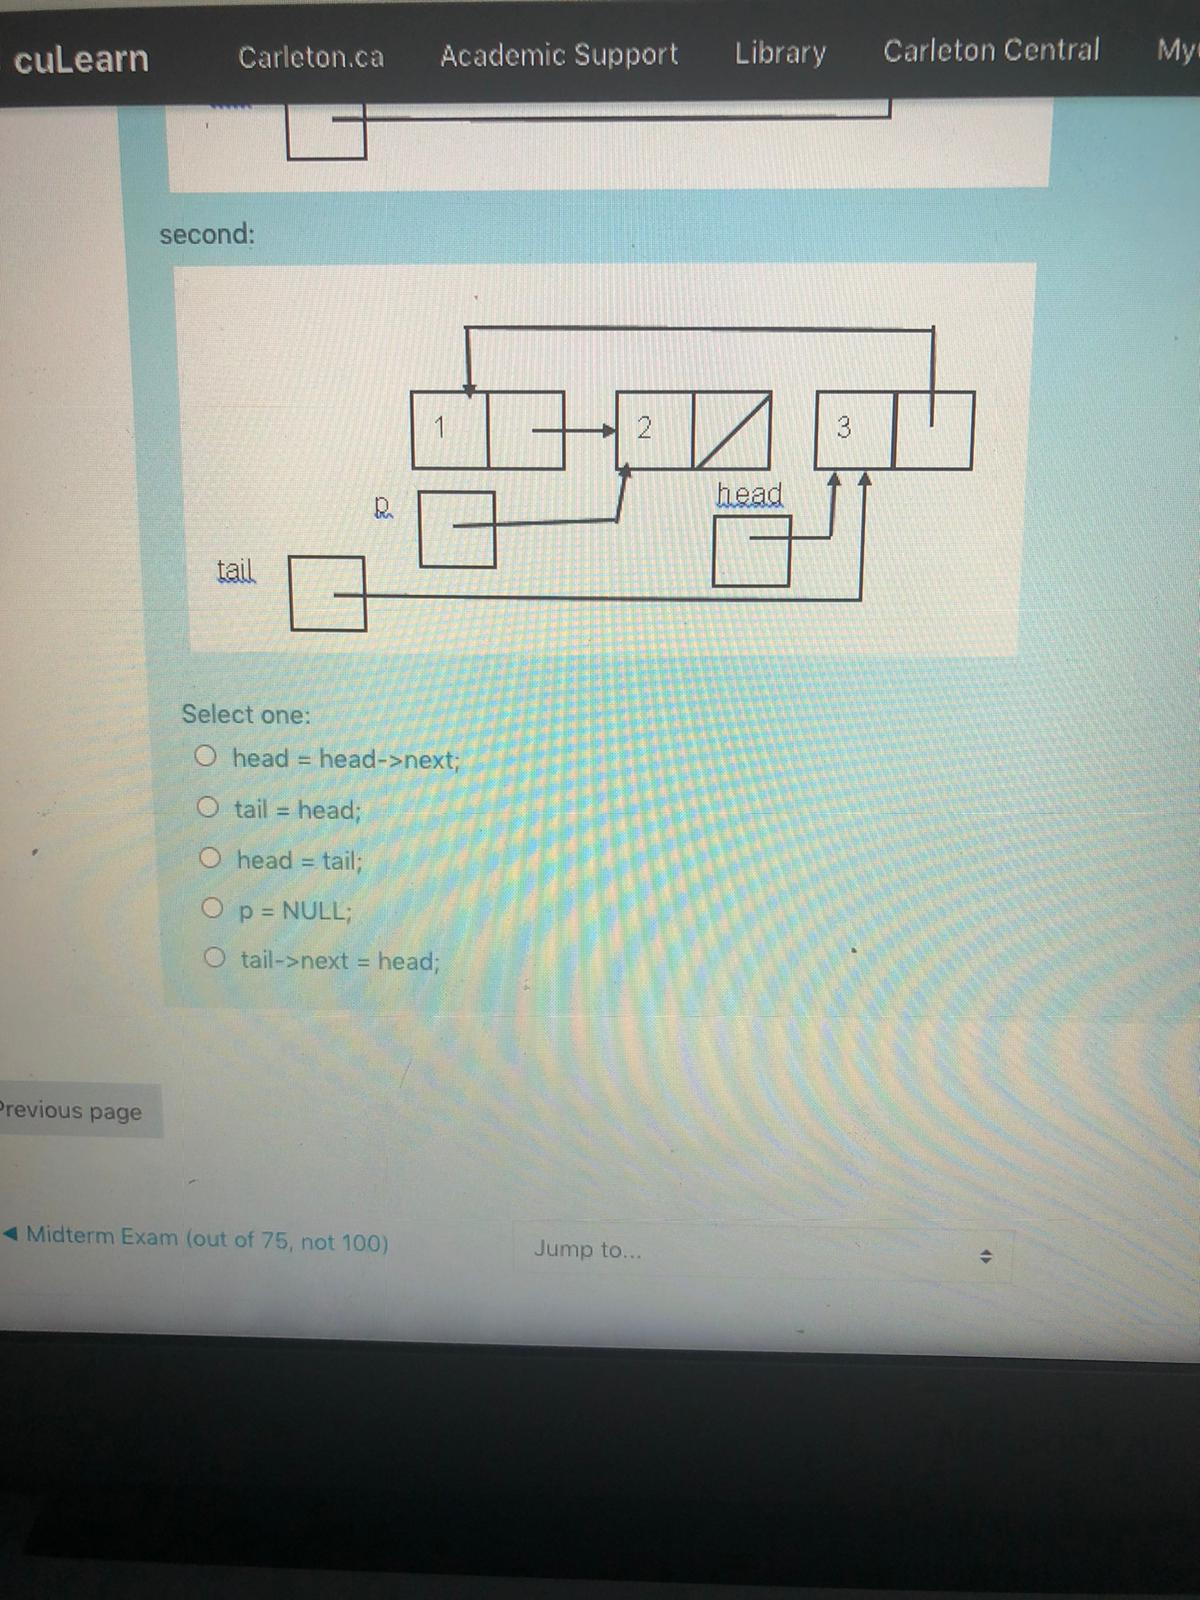 cuLearn Carleton.ca Academic Support Library Carleton Central
second:
1 2 3
p head
tail
Select one:
head = head->next;
tail = head;
head = tail;
p = NULL;
tail->next = head;
Previous page
◄ Midterm Exam (out of 75, not 100) Jump to...